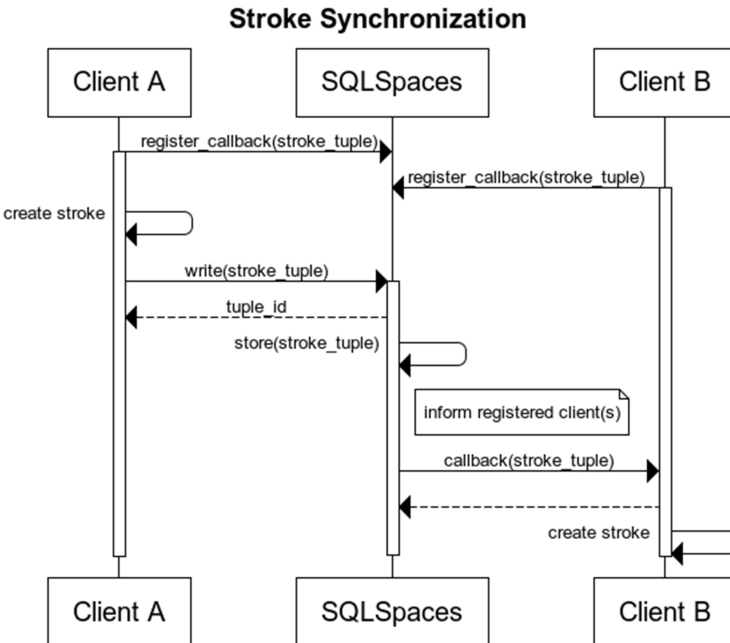 Stroke Synchronization
Client A
SQLSpaces
Client B
register_callback(stroke_tuple)
register_callback(stroke_tuple)
create stroke
write(stroke_tuple)
tuple_id
store(stroke_tuple)
inform registered client(s)
callback(stroke_tuple)
create stroke
Client A
SQLSpaces
Client B